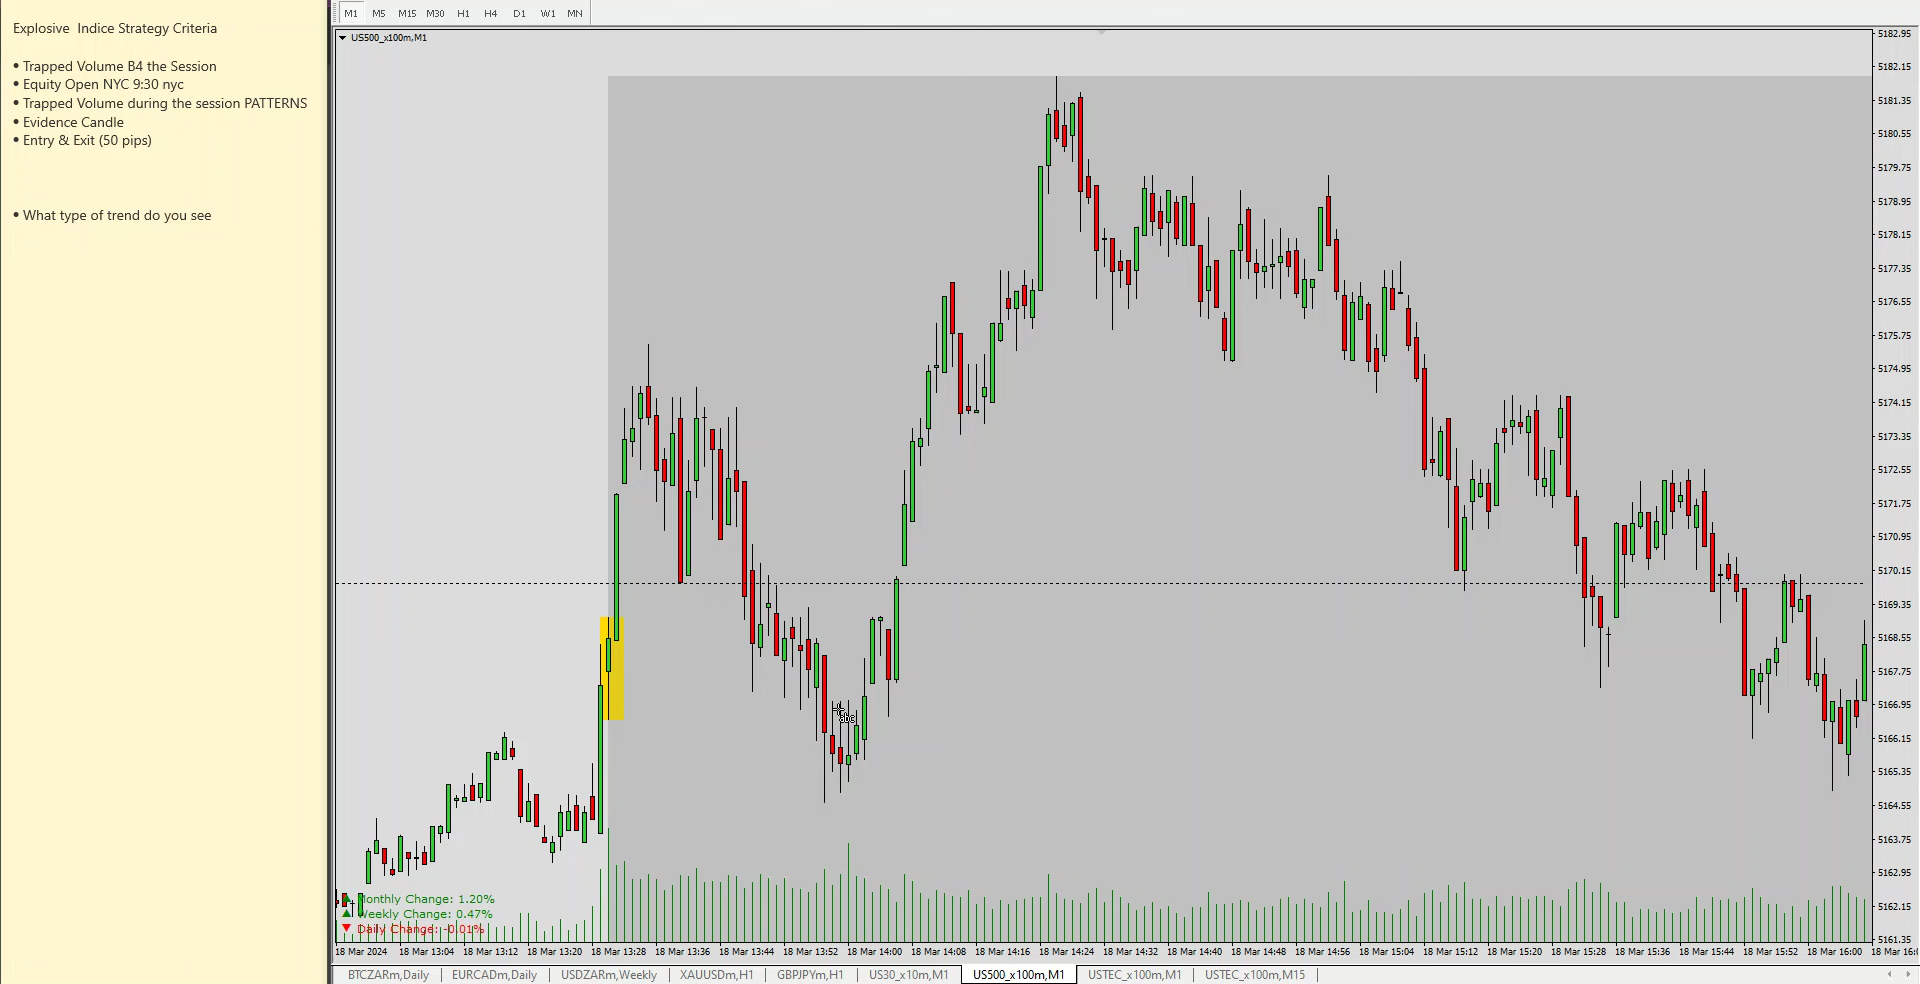 Explosive  Indice Strategy Criteria
• Trapped Volume B4 the Session
• Equity Open NYC 9:30 nyc
• Trapped Volume during the session PATTERNS
• Evidence Candle
• Entry & Exit (50 pips)
• What type of trend do you see
M1 M5 M15 M30 H1 H4 D1 W1 MN
US500_x100m,M1
5182.95
5182.15
5181.35
5180.55
5179.75
5178.95
5178.15
5177.35
5176.55
5175.75
5174.95
5174.15
5173.35
5172.55
5171.75
5170.95
5170.15
5169.35
5168.55
5167.75
5166.95
5166.15
5165.35
5164.55
5163.75
5162.95
5162.15
5161.35
abc
Monthly Change: 1.20%
Weekly Change: 0.47%
Daily Change: -0.01%
18 Mar 2024 18 Mar 13:04 18 Mar 13:12 18 Mar 13:20 18 Mar 13:28 18 Mar 13:36 18 Mar 13:44 18 Mar 13:52 18 Mar 14:00 18 Mar 14:08 18 Mar 14:16 18 Mar 14:24 18 Mar 14:32 18 Mar 14:40 18 Mar 14:48 18 Mar 14:56 18 Mar 15:04 18 Mar 15:12 18 Mar 15:20 18 Mar 15:28 18 Mar 15:36 18 Mar 15:44 18 Mar 15:52 18 Mar 16:00 18 Mar 16:0
BTCZARm,Daily EURCADm,Daily USDZARm,Weekly XAUUSDm,H1 GBPJPYm,H1 US30_x10m,M1 US500_x100m,M1 USTEC_x100m,M1 USTEC_x100m,M15